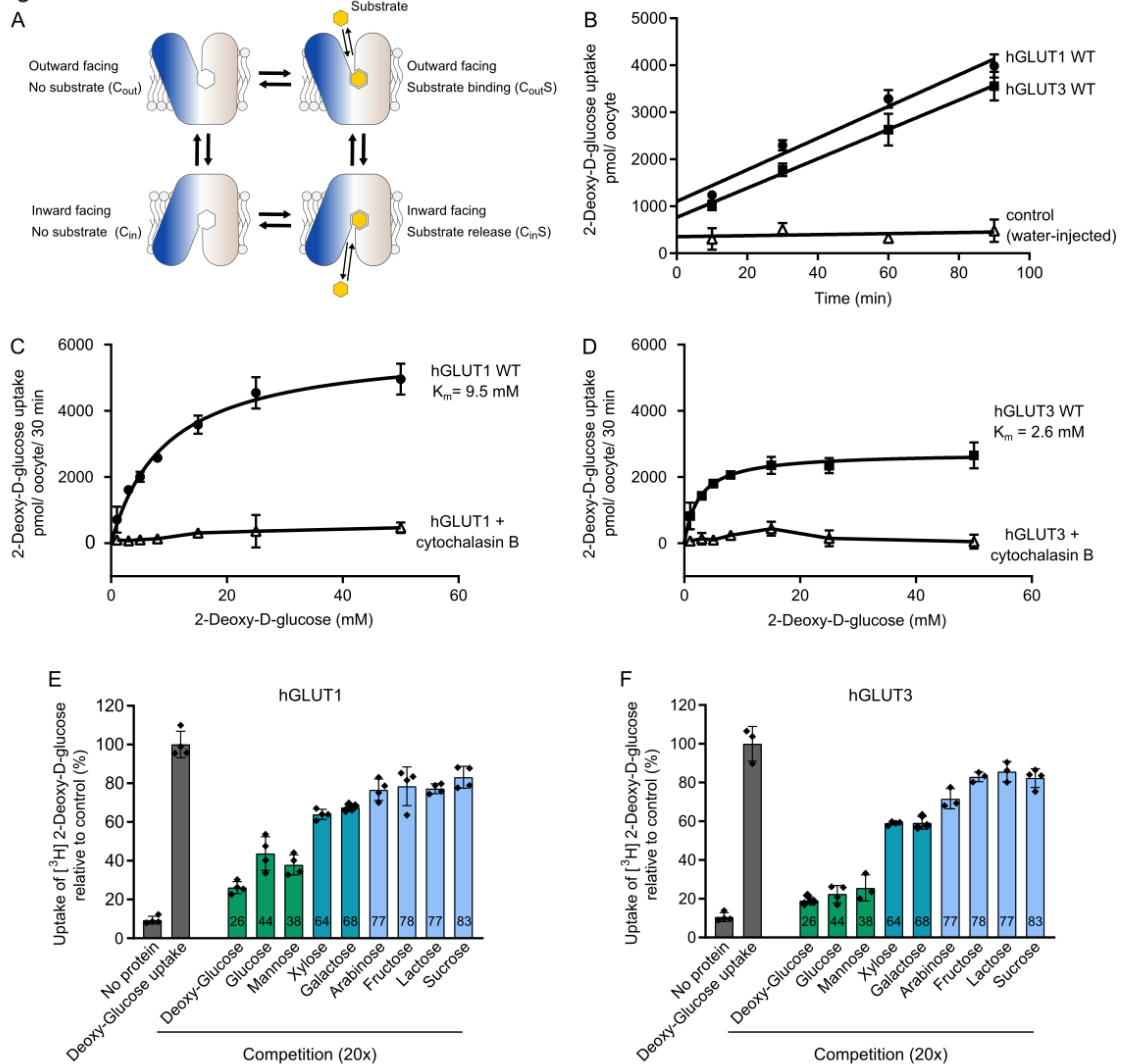 A
Substrate
Outward facing
No substrate (Cout)
Outward facing
Substrate binding (CoutS)
Inward facing
No substrate (Cin)
Inward facing
Substrate release (CinS)
B
2-Deoxy-D-glucose uptake
pmol/ oocyte
5000
4000
3000
2000
1000
0
0 20 40 60 80 100
Time (min)
hGLUT1 WT
hGLUT3 WT
control
(water-injected)
C
2-Deoxy-D-glucose uptake
pmol/ oocyte/ 30 min
6000
4000
2000
0
0 20 40 60
2-Deoxy-D-glucose (mM)
hGLUT1 WT
Km= 9.5 mM
hGLUT1 +
cytochalasin B
D
2-Deoxy-D-glucose uptake
pmol/ oocyte/ 30 min
6000
4000
2000
0
0 20 40 60
2-Deoxy-D-glucose (mM)
hGLUT3 WT
Km = 2.6 mM
hGLUT3 +
cytochalasin B
E
hGLUT1
Uptake of [3H] 2-Deoxy-D-glucose
relative to control (%)
120
100
80
60
40
20
0
26 44 38 64 68 77 78 77 83
No protein
Deoxy-Glucose uptake
Deoxy-Glucose
Glucose
Mannose
Xylose
Galactose
Arabinose
Fructose
Lactose
Sucrose
Competition (20x)
F
hGLUT3
Uptake of [3H] 2-Deoxy-D-glucose
relative to control (%)
120
100
80
60
40
20
0
26 44 38 64 68 77 78 77 83
No protein
Deoxy-Glucose uptake
Deoxy-Glucose
Glucose
Mannose
Xylose
Galactose
Arabinose
Fructose
Lactose
Sucrose
Competition (20x)